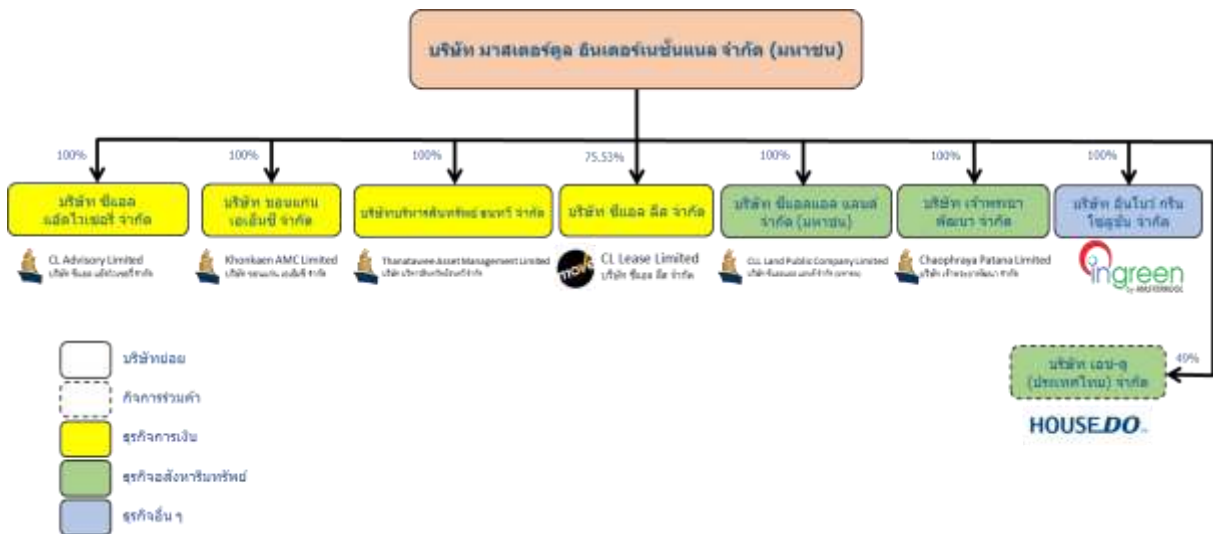 บริษัท มาสเตอร์คูล อินเตอร์เนชั่นแนล จำกัด (มหาชน)
100%
100%
100%
75.53%
100%
100%
100%
บริษัท ซีแอล
แอ็ดไวเซอรี่ จำกัด
บริษัท ขอนแก่น
เอเอ็มซี จำกัด
บริษัทบริหารสินทรัพย์ ธนทวี จำกัด
บริษัท ซีแอล ลีส จำกัด
บริษัท ซีแอลแอล แลนด์
จำกัด (มหาชน)
บริษัท เจ้าพระยา
พัฒนา จำกัด
บริษัท อินโนว์ กรีน
โซลูชั่น จำกัด
CL Advisory Limited
Khonkaen AMC Limited
Thanatavee Asset Management Limited
move
CL Lease Limited
บริษัท ซีแอล ลีส จำกัด
CLL Land Public Company Limited
Chaophraya Patana Limited
ingreen
บริษัทย่อย
กิจการร่วมค้า
ธุรกิจการเงิน
ธุรกิจอสังหาริมทรัพย์
ธุรกิจอื่น ๆ
49%
(ประเทศไทย) จำกัด
HOUSE DO